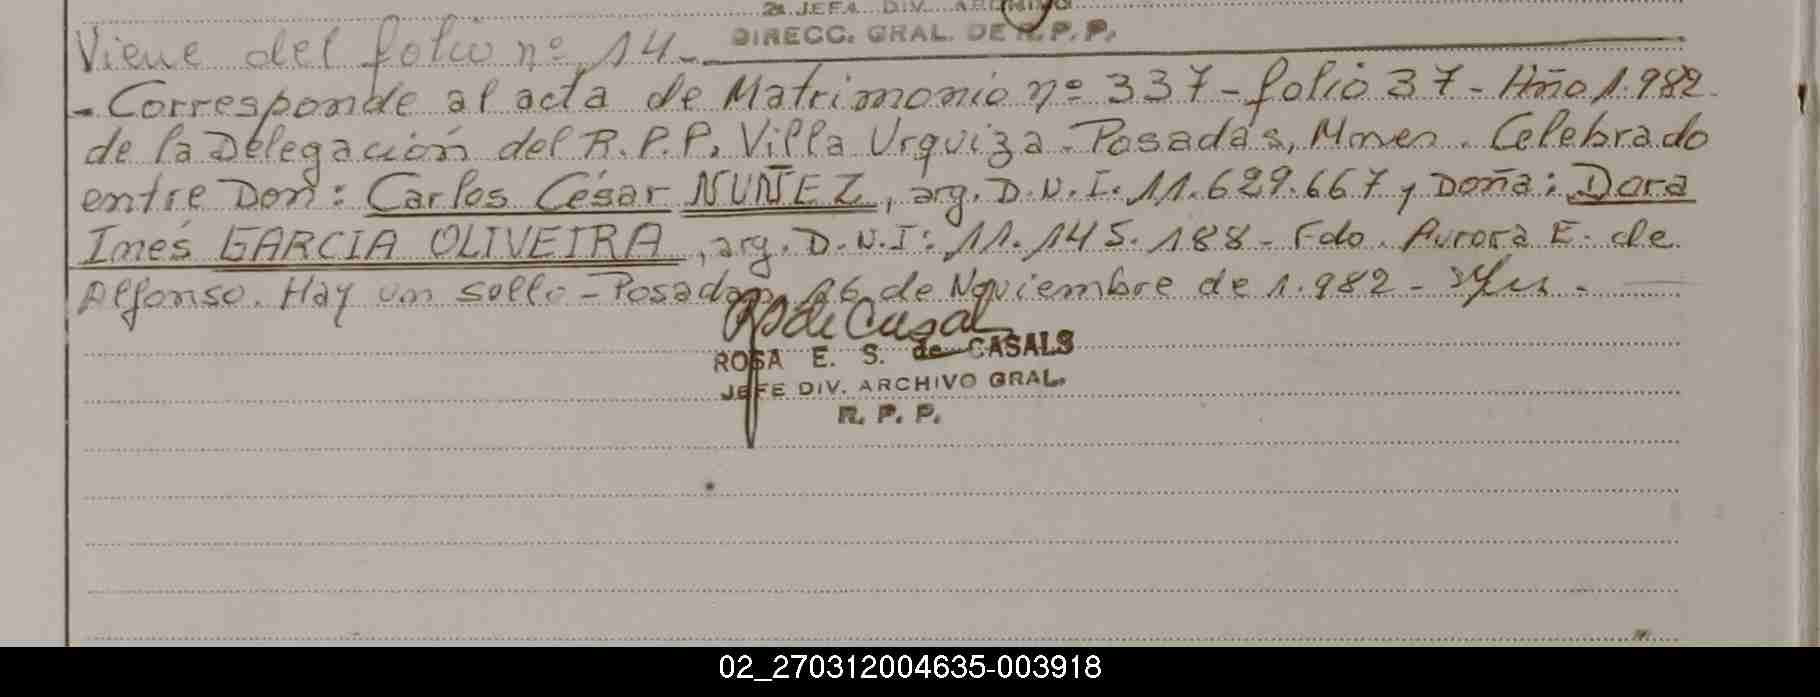 2a JEFA DIV. ARCHIVO
DIRECC. GRAL. DE R. P. P.
Viene del folio nº 14.-
- Corresponde al acta de Matrimonio nº 337 - folio 37 - Año 1.982.
de la Delegación del R.P.P. Villa Urquiza - Posadas, Mnes. Celebrado
entre Don: Carlos César NUÑEZ, arg. D.N.I: 11.629.667 y Doña: Dora
Inés GARCIA OLIVEIRA, arg. D.N.I: 11.145.188 - Fdo. Aurora E. de
Alfonso. Hay un sello - Posadas, 26 de Noviembre de 1.982 -
ROSA E. S. de CASALS
JEFE DIV. ARCHIVO GRAL.
R. P. P.
02_270312004635-003918